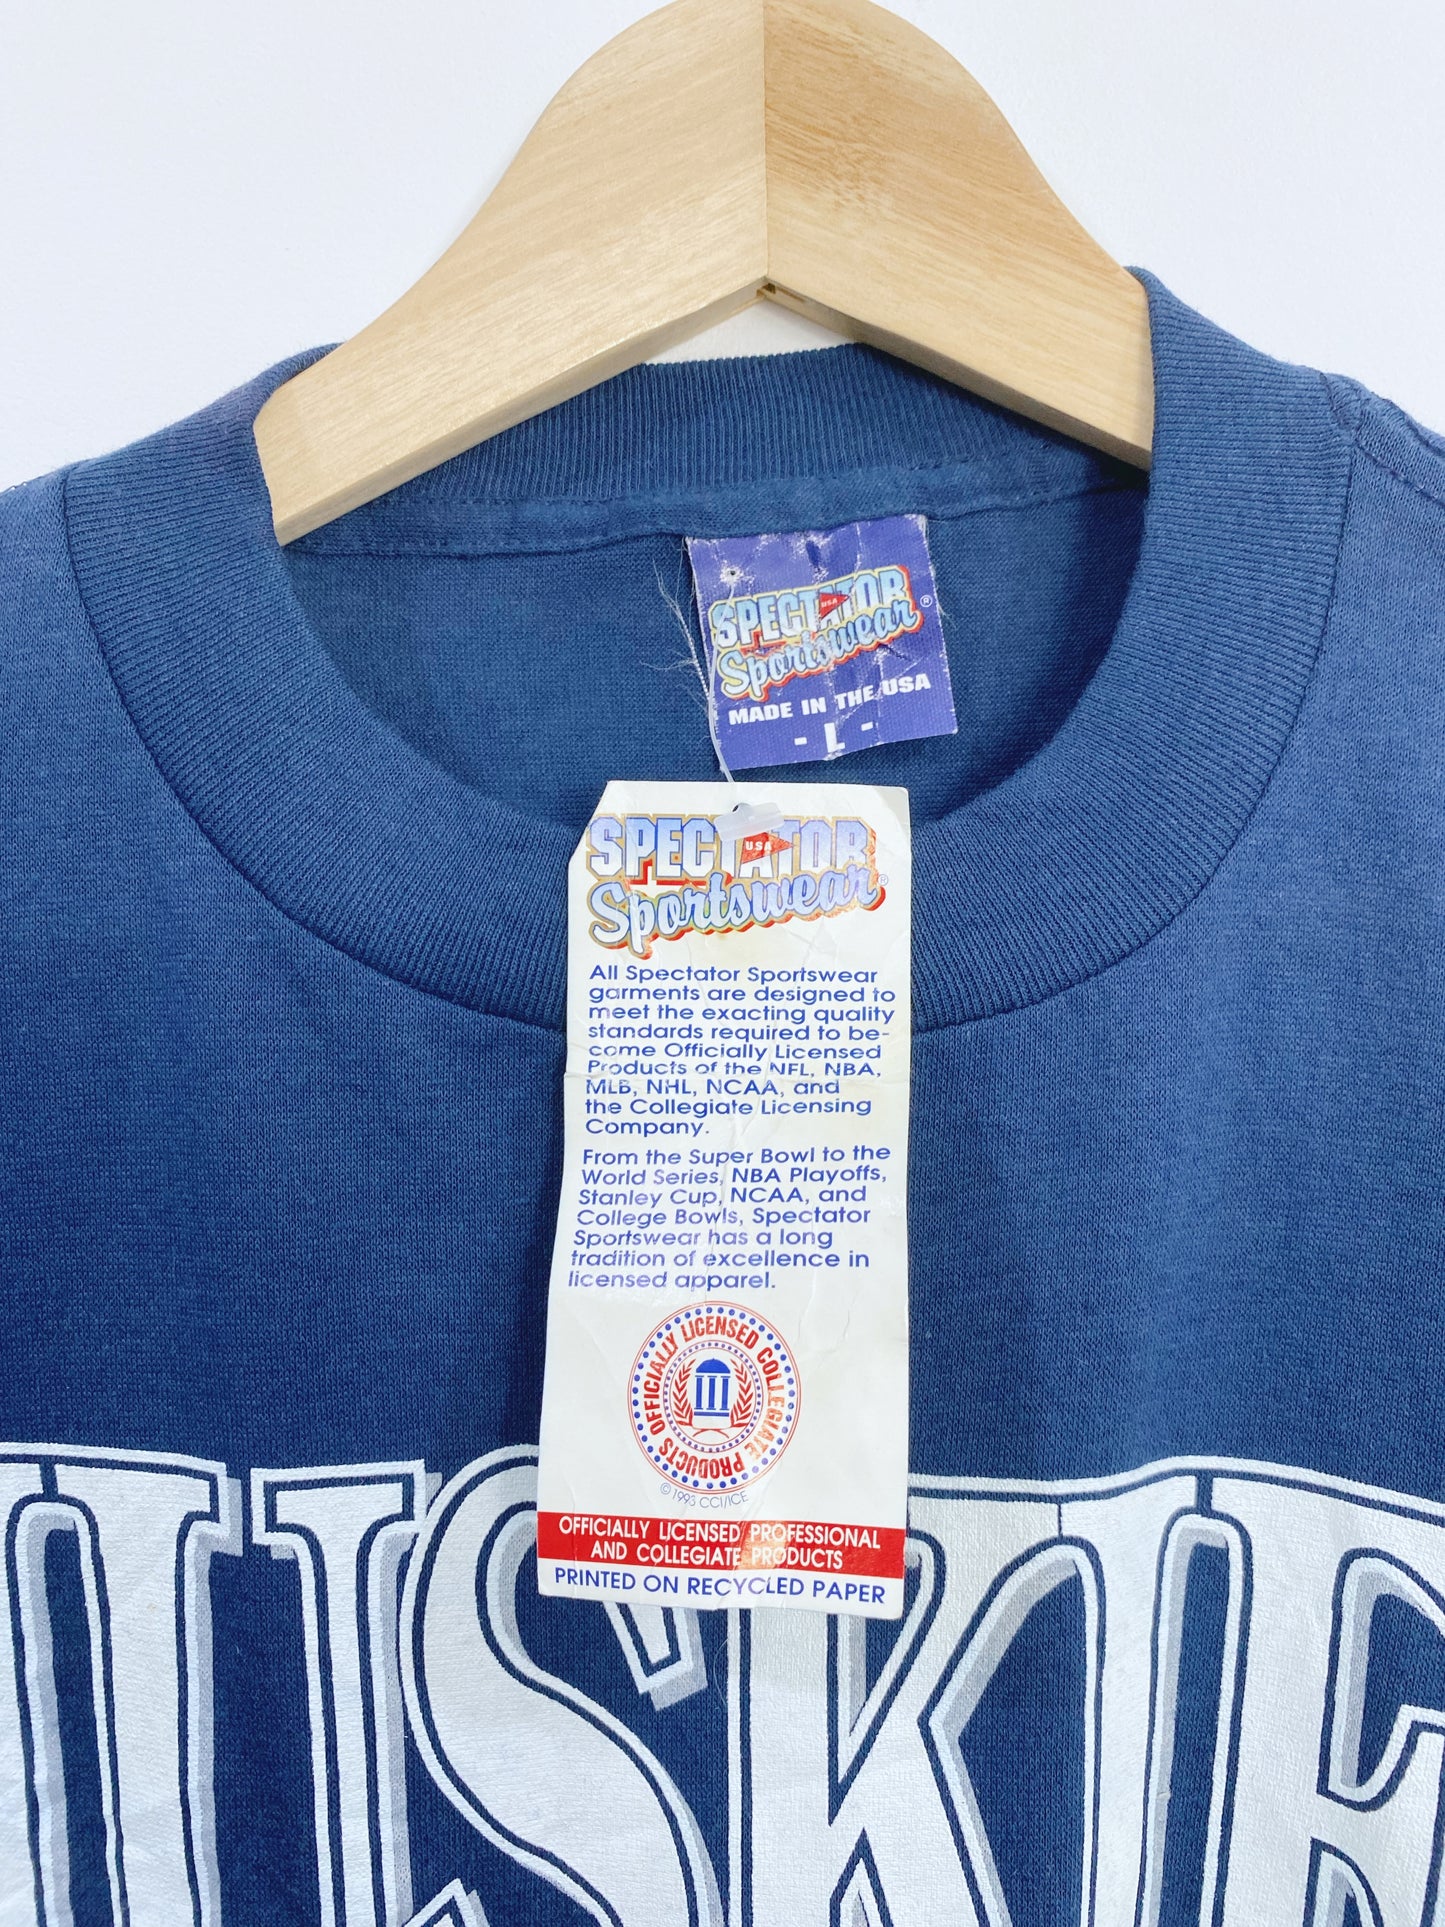 SPECTATOR
USA
Sportswear®
MADE IN THE USA
- L -
SPECTATOR
USA
Sportswear®
All Spectator Sportswear
garments are designed to
meet the exacting quality
standards required to be-
come Officially Licensed
Products of the NFL, NBA,
MLB, NHL, NCAA, and
the Collegiate Licensing
Company.
From the Super Bowl to the
World Series, NBA Playoffs,
Stanley Cup, NCAA, and
College Bowls, Spectator
Sportswear has a long
tradition of excellence in
licensed apparel.
OFFICIALLY LICENSED COLLEGIATE PRODUCTS
© 1993 CCI/ICE
OFFICIALLY LICENSED PROFESSIONAL
AND COLLEGIATE PRODUCTS
PRINTED ON RECYCLED PAPER
USKIE